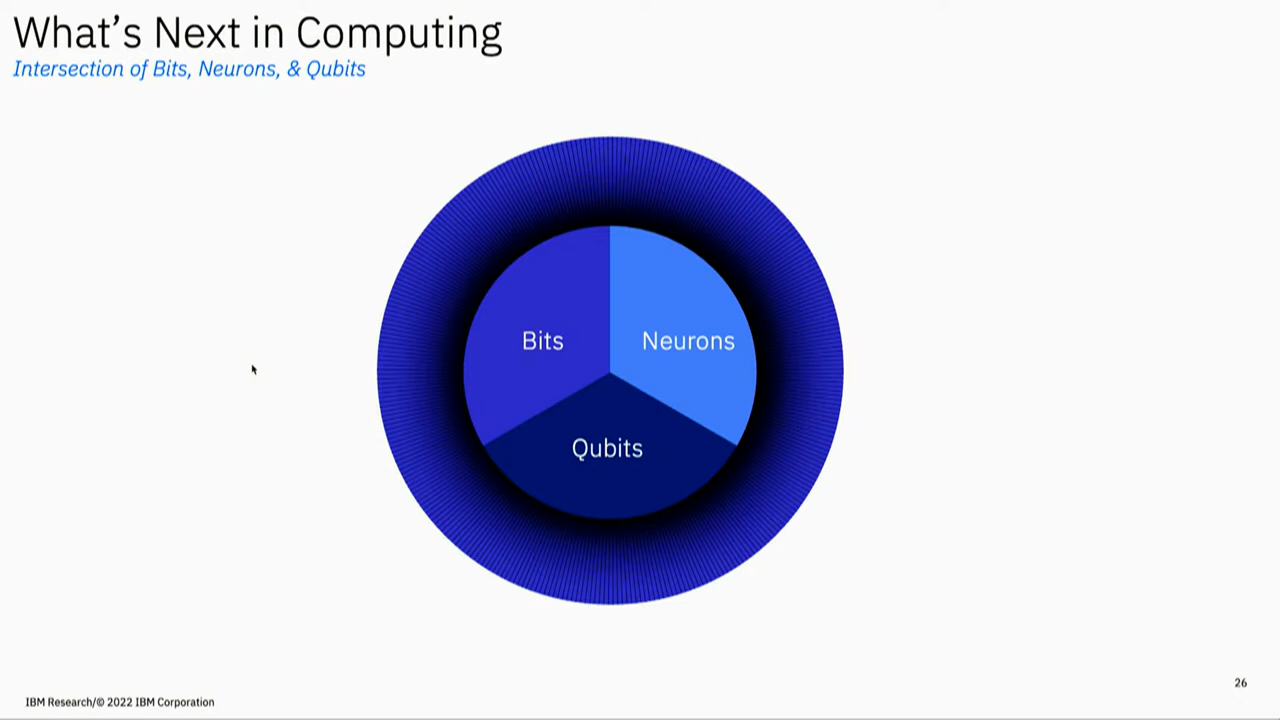 What’s Next in Computing
Intersection of Bits, Neurons, & Qubits
Bits
Neurons
Qubits
26
IBM Research/© 2022 IBM Corporation